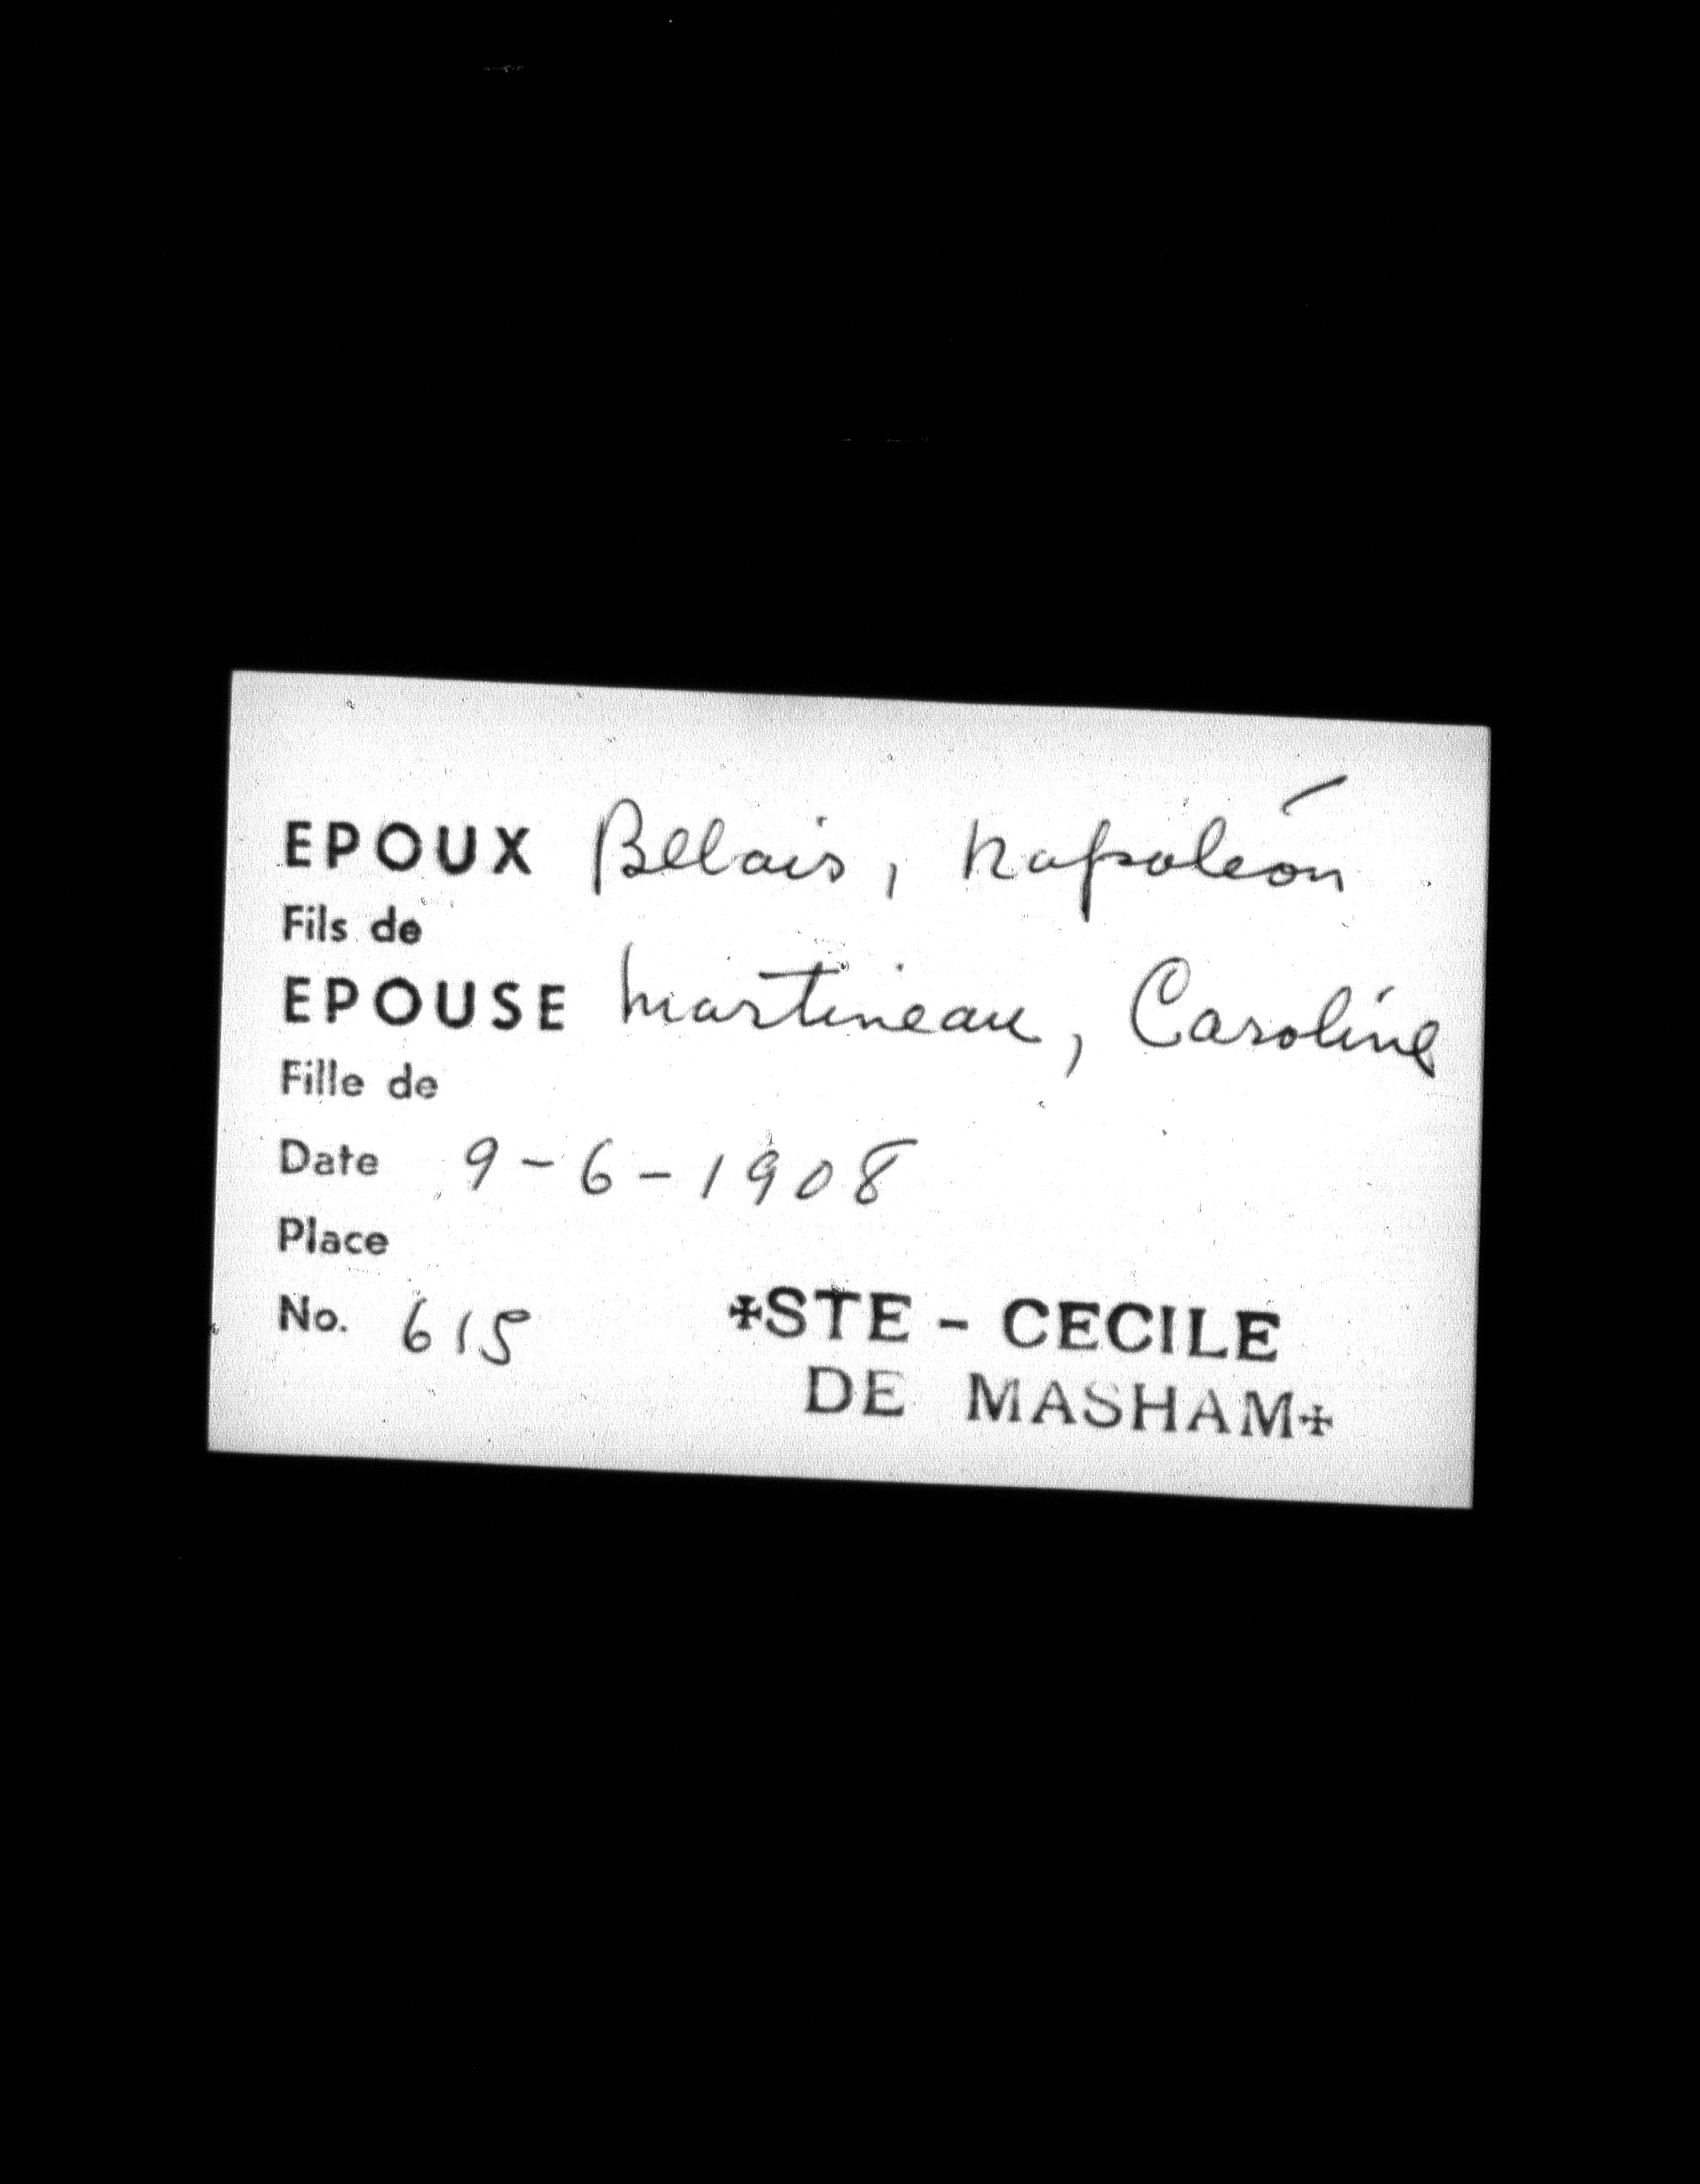 EPOUX Belais, Napoléon
Fils de
EPOUSE Martineau, Caroline
Fille de
Date 9-6-1908
Place
No. 615
✠STE - CECILE
DE MASHAM✠